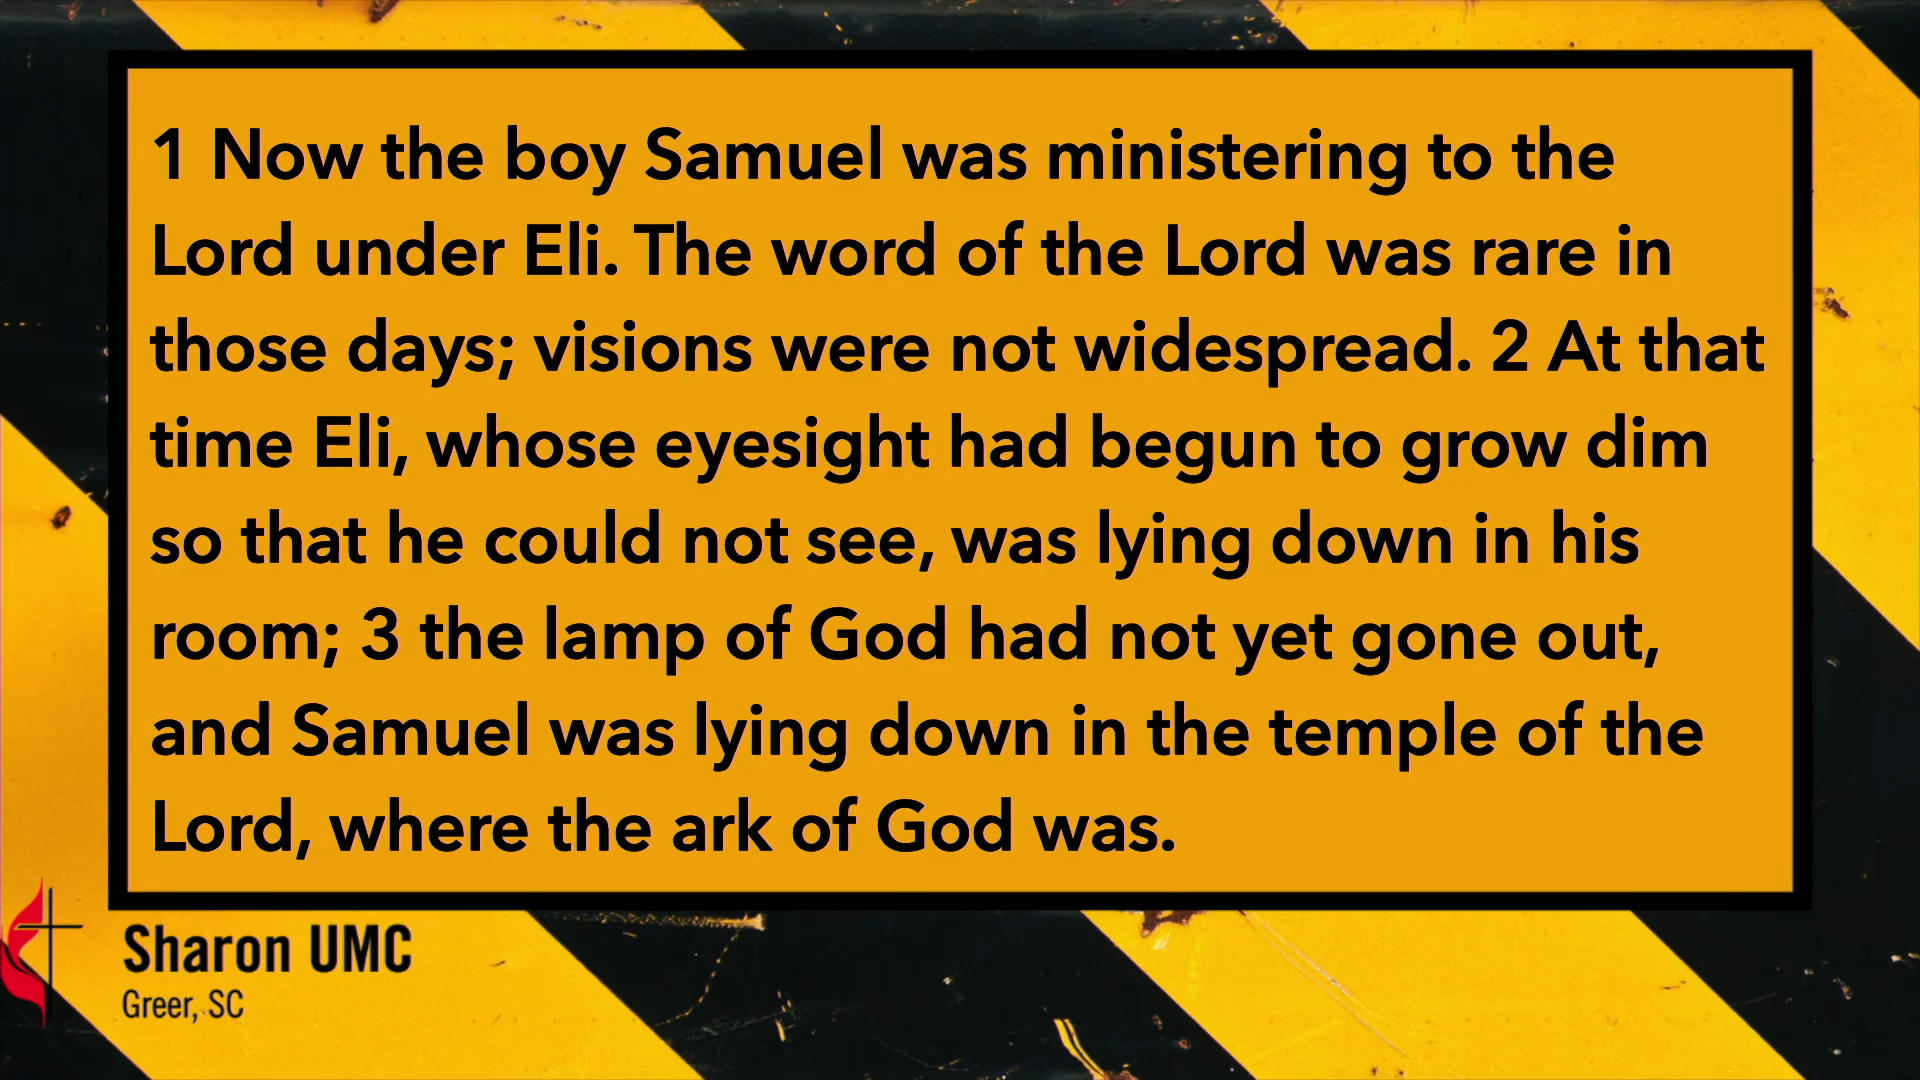 1 Now the boy Samuel was ministering to the
Lord under Eli. The word of the Lord was rare in
those days; visions were not widespread. 2 At that
time Eli, whose eyesight had begun to grow dim
so that he could not see, was lying down in his
room; 3 the lamp of God had not yet gone out,
and Samuel was lying down in the temple of the
Lord, where the ark of God was.
Sharon UMC
Greer, SC